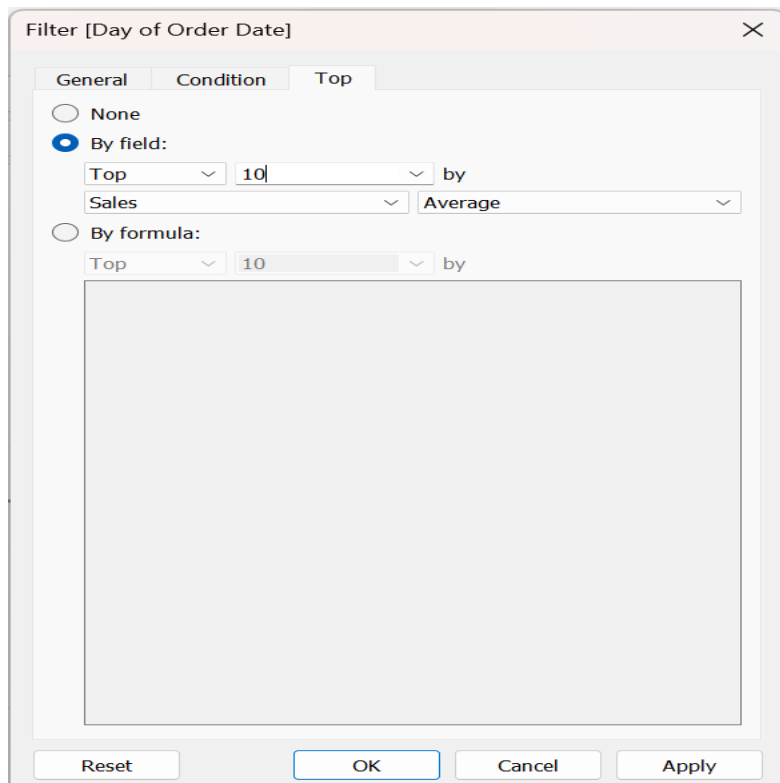 Filter [Day of Order Date]
General Condition Top
None
By field:
Top 10 by
Sales Average
By formula:
Top 10 by
Reset OK Cancel Apply